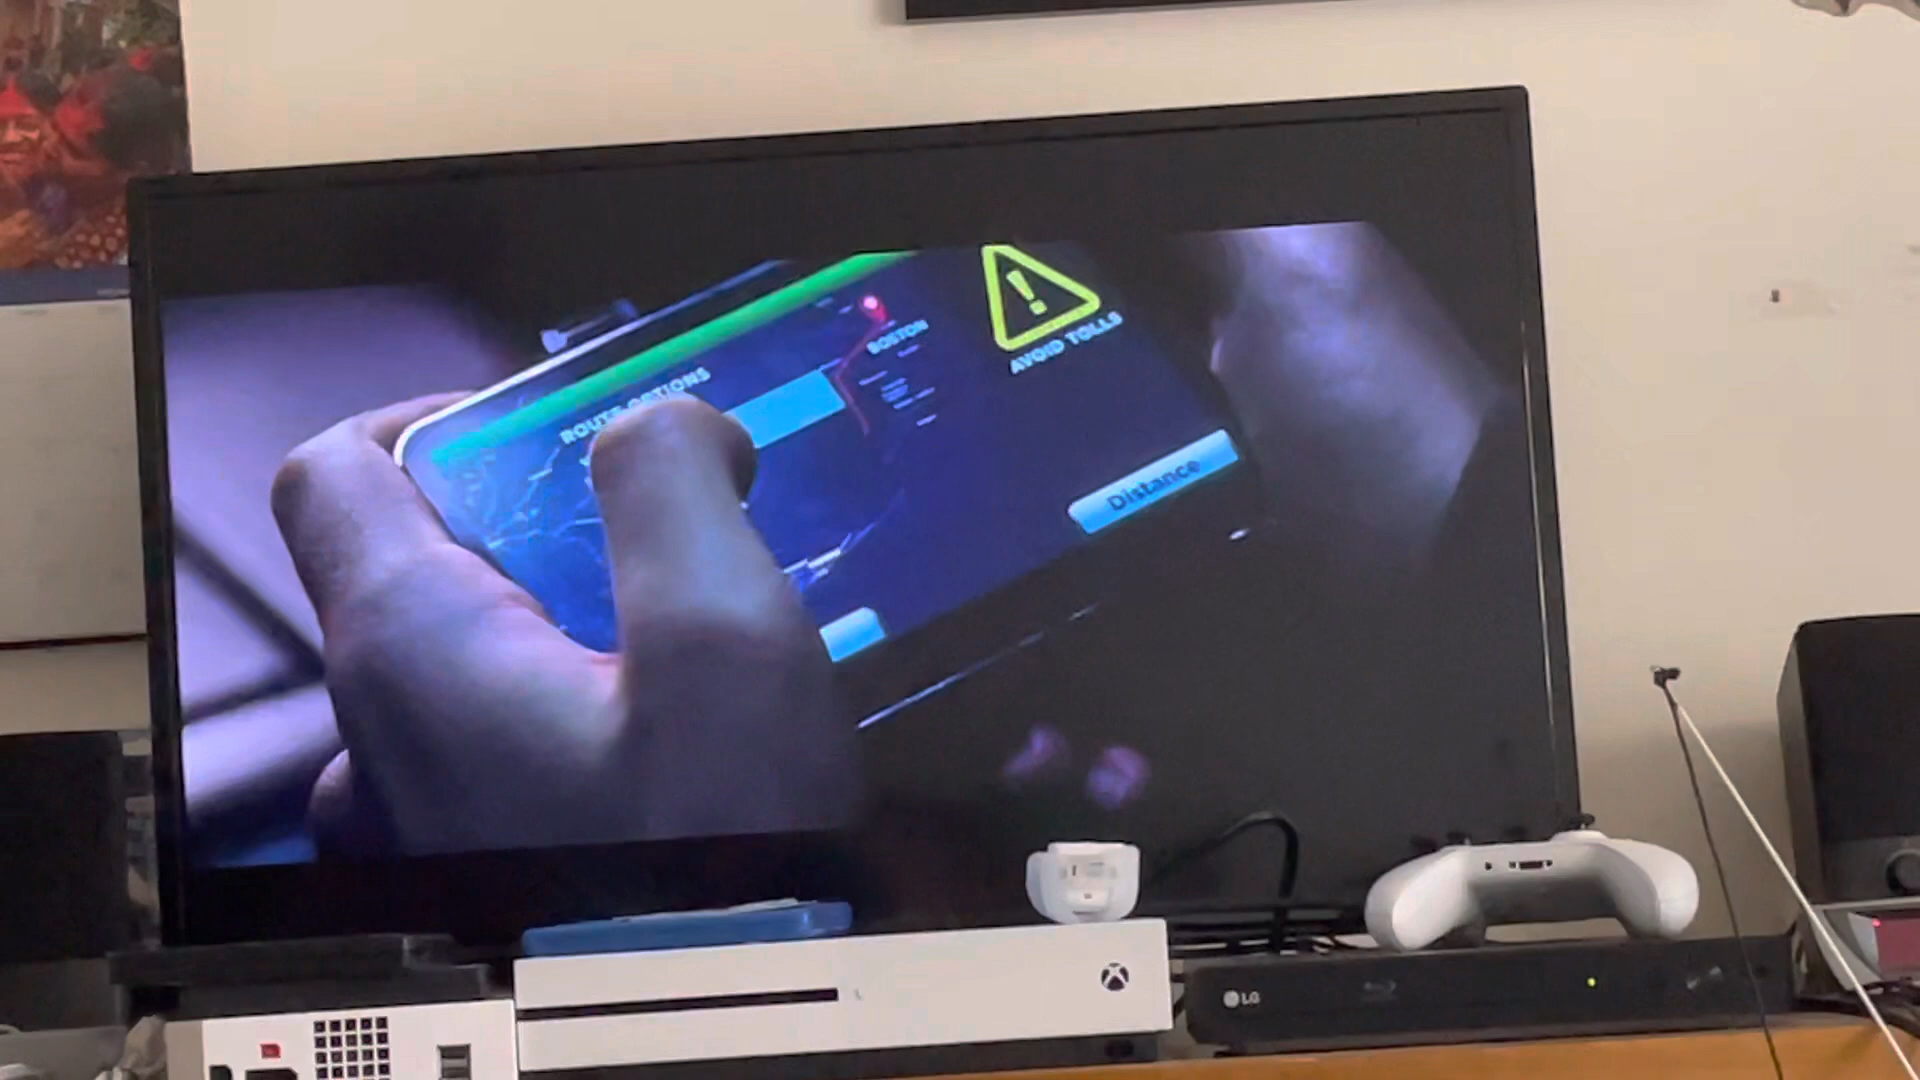 ROUTE OPTIONS
BOSTON
AVOID TOLLS
Distance
LG